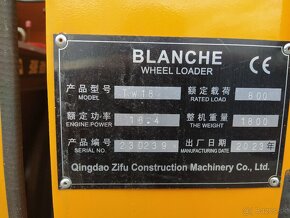 BLANCHE
WHEEL LOADER
CE
产品型号 TW16 额定载荷 800
MODEL RATED LOAD
额定功率 18.4 整机重量 1800
ENGINE POWER THE WEIGHT
产品编号 230239 出厂日期 2023年
SERIAL NO. MANUFACTURING DATE
Qingdao Zifu Construction Machinery Co., Ltd.